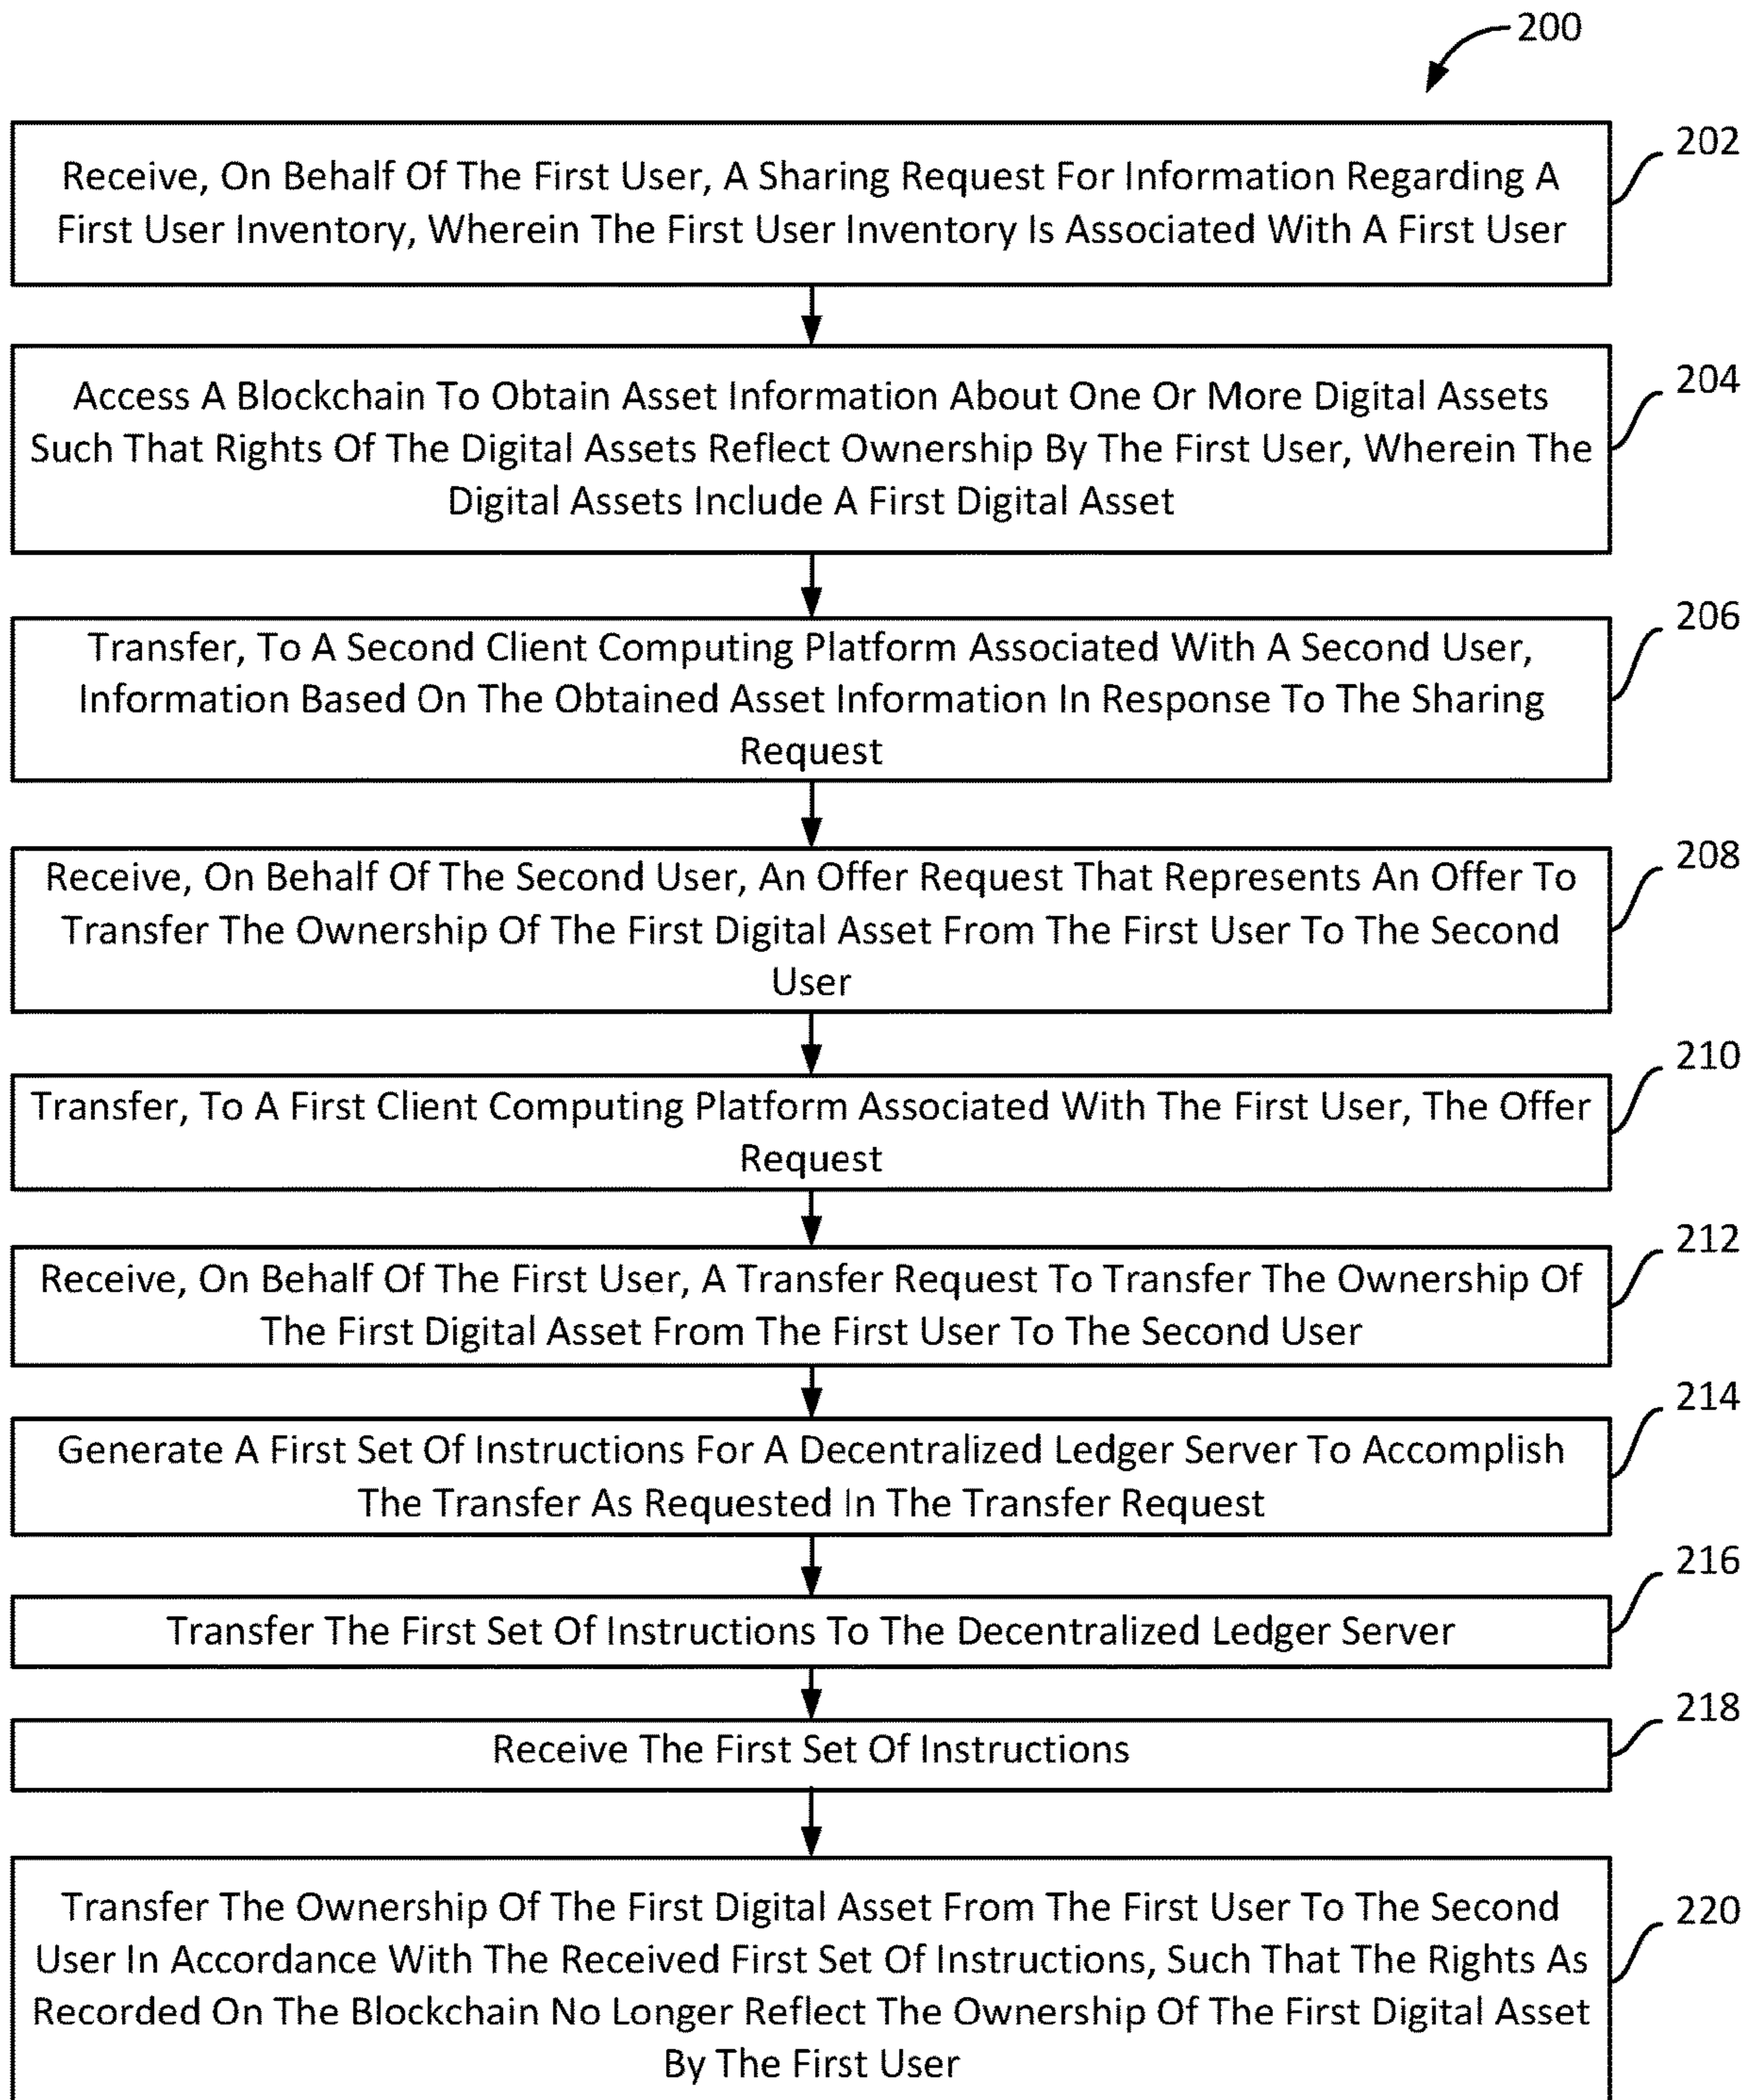 200
202
Receive, On Behalf Of The First User, A Sharing Request For Information Regarding A
First User Inventory, Wherein The First User Inventory Is Associated With A First User
204
Access A Blockchain To Obtain Asset Information About One Or More Digital Assets
Such That Rights Of The Digital Assets Reflect Ownership By The First User, Wherein The
Digital Assets Include A First Digital Asset
206
Transfer, To A Second Client Computing Platform Associated With A Second User,
Information Based On The Obtained Asset Information In Response To The Sharing
Request
208
Receive, On Behalf Of The Second User, An Offer Request That Represents An Offer To
Transfer The Ownership Of The First Digital Asset From The First User To The Second
User
210
Transfer, To A First Client Computing Platform Associated With The First User, The Offer
Request
212
Receive, On Behalf Of The First User, A Transfer Request To Transfer The Ownership Of
The First Digital Asset From The First User To The Second User
214
Generate A First Set Of Instructions For A Decentralized Ledger Server To Accomplish
The Transfer As Requested In The Transfer Request
216
Transfer The First Set Of Instructions To The Decentralized Ledger Server
218
Receive The First Set Of Instructions
220
Transfer The Ownership Of The First Digital Asset From The First User To The Second
User In Accordance With The Received First Set Of Instructions, Such That The Rights As
Recorded On The Blockchain No Longer Reflect The Ownership Of The First Digital Asset
By The First User